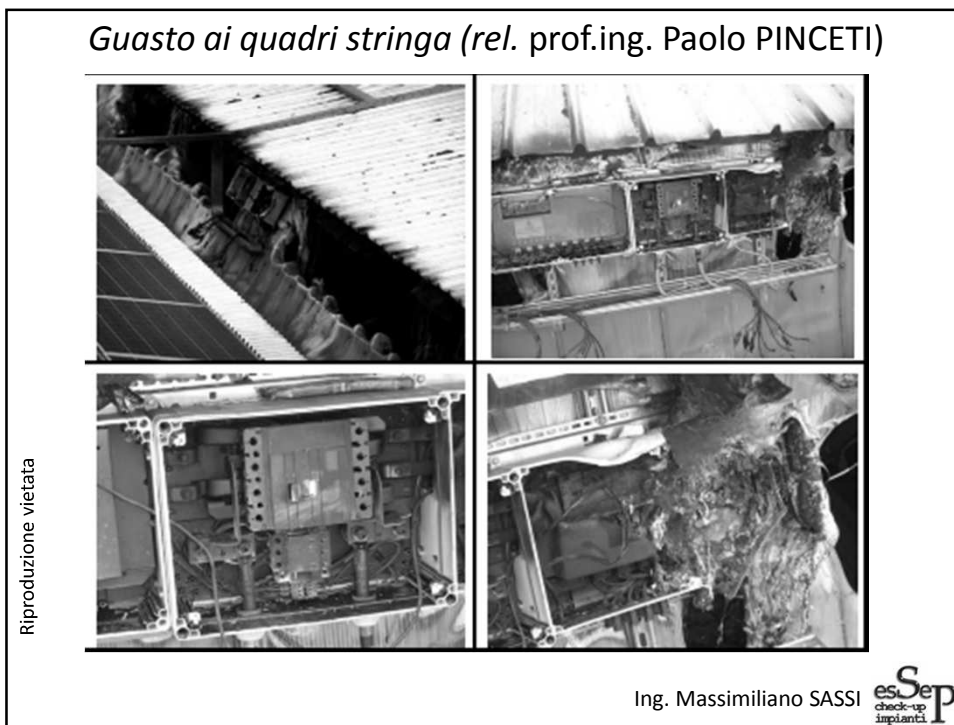 Guasto ai quadri stringa (rel. prof.ing. Paolo PINCETI)
Riproduzione vietata
Ing. Massimiliano SASSI
esSeP
check-up
impianti